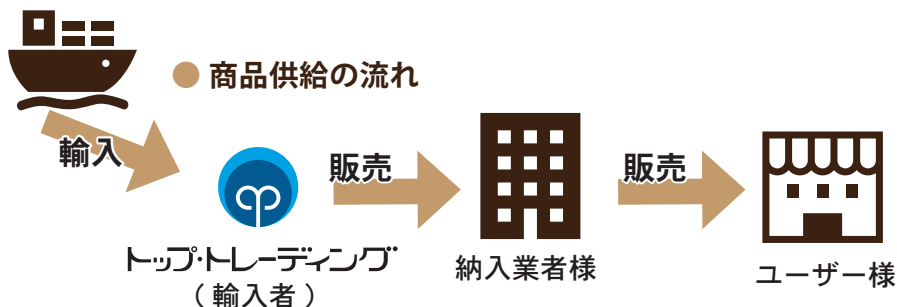 ● 商品供給の流れ
輸入
販売
販売
トップ・トレーディング
（輸入者）
納入業者様
ユーザー様